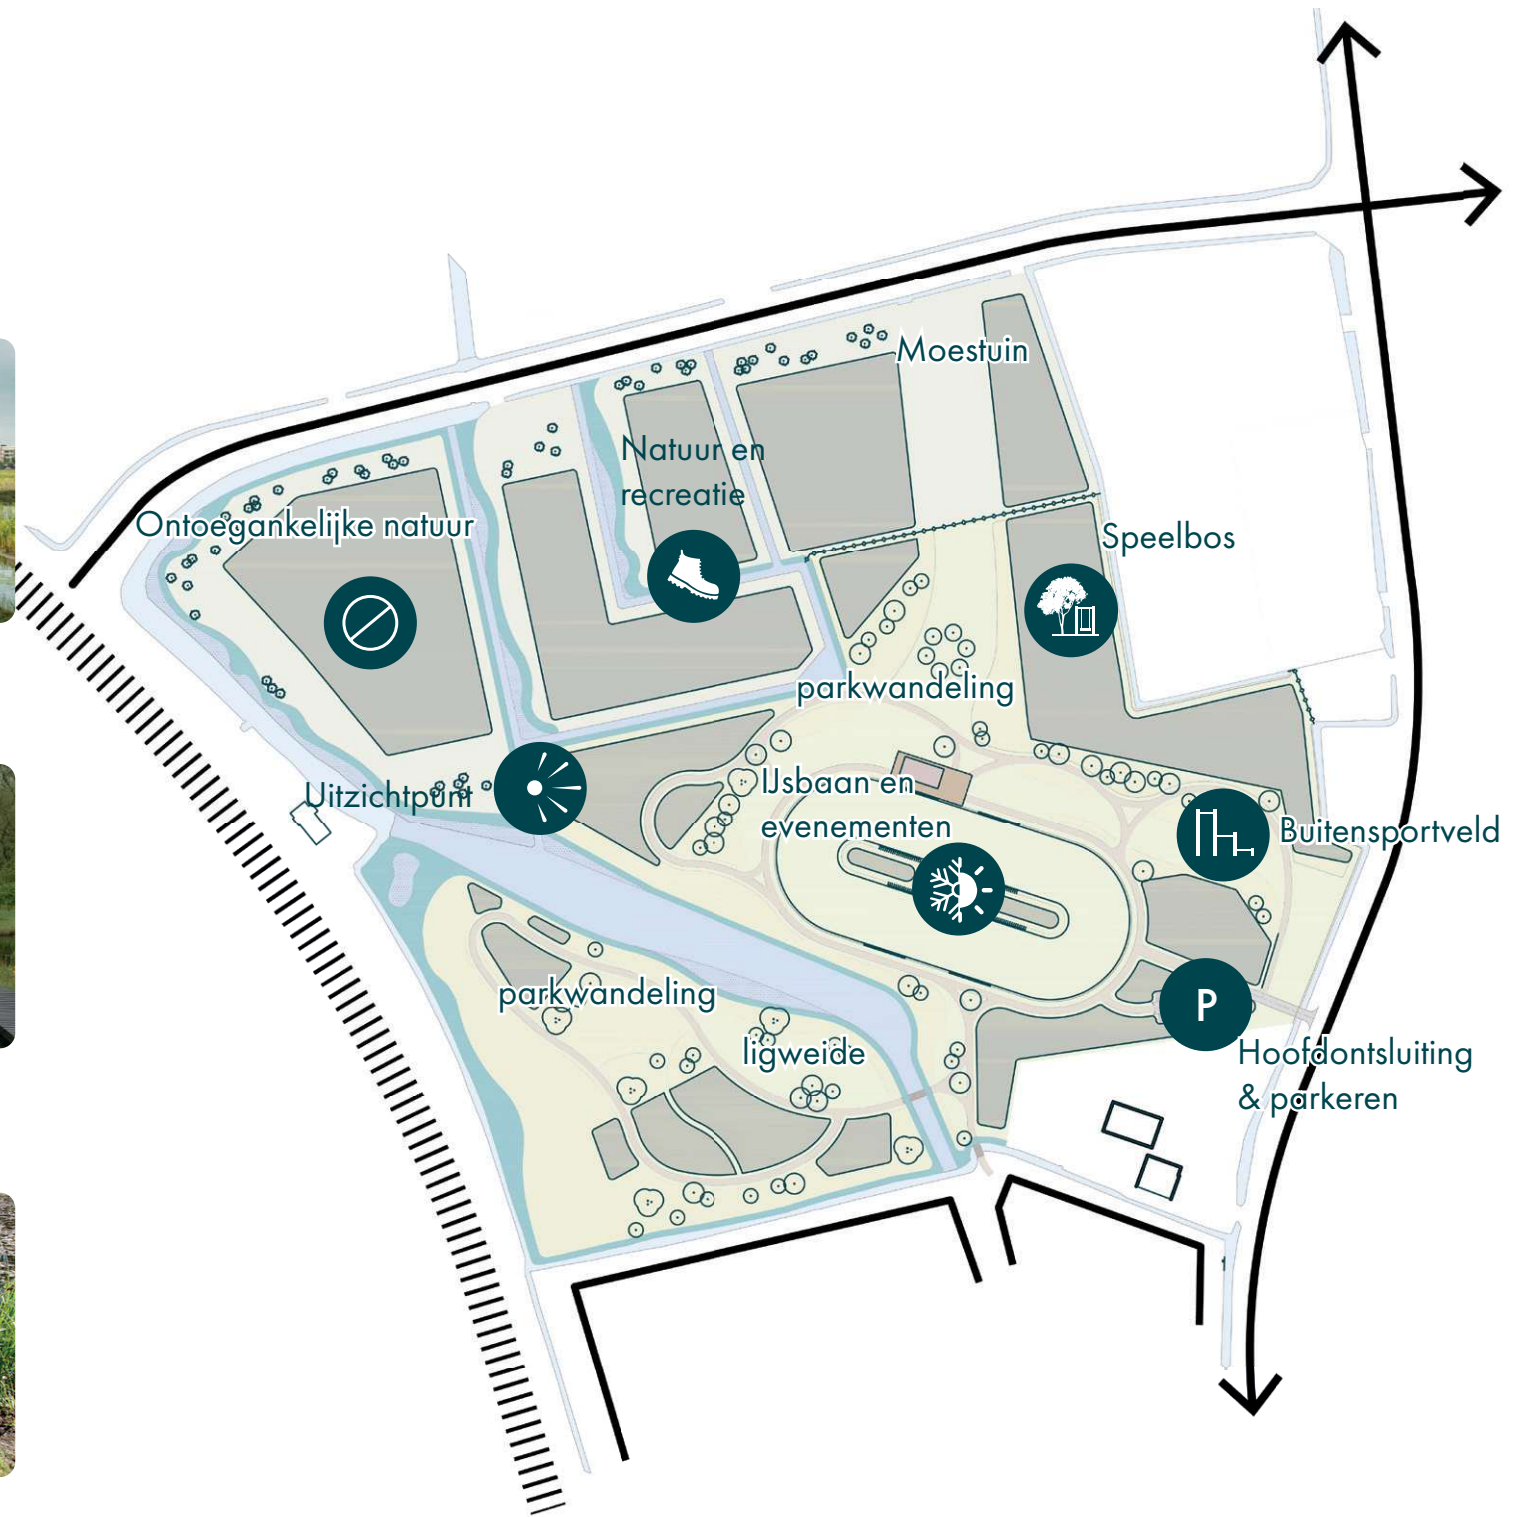 Moestuin
Natuur en
recreatie
Ontoegankelijke natuur
Speelbos
parkwandeling
Uitzichtpunt
IJsbaan en
evenementen
Buitensportveld
parkwandeling
P
ligweide
Hoofdontsluiting
& parkeren